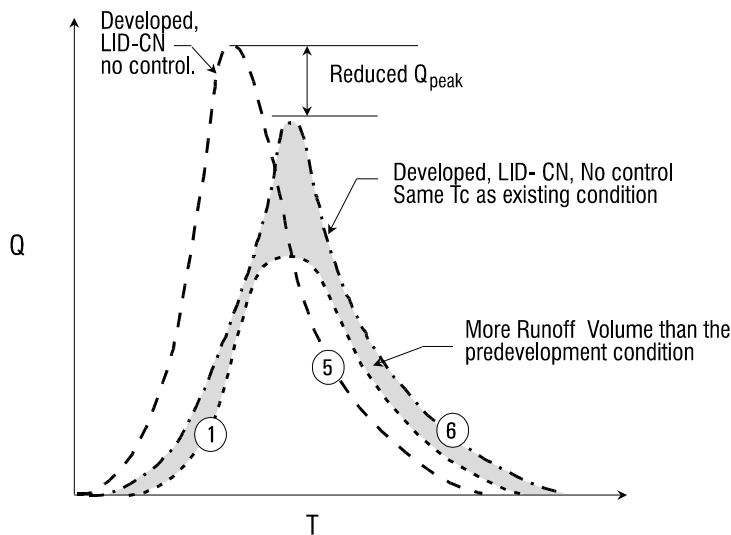 Developed,
LID-CN
no control.
Reduced Qpeak
Developed, LID- CN, No control
Same Tc as existing condition
Q
More Runoff Volume than the
predevelopment condition
5
1
6
T